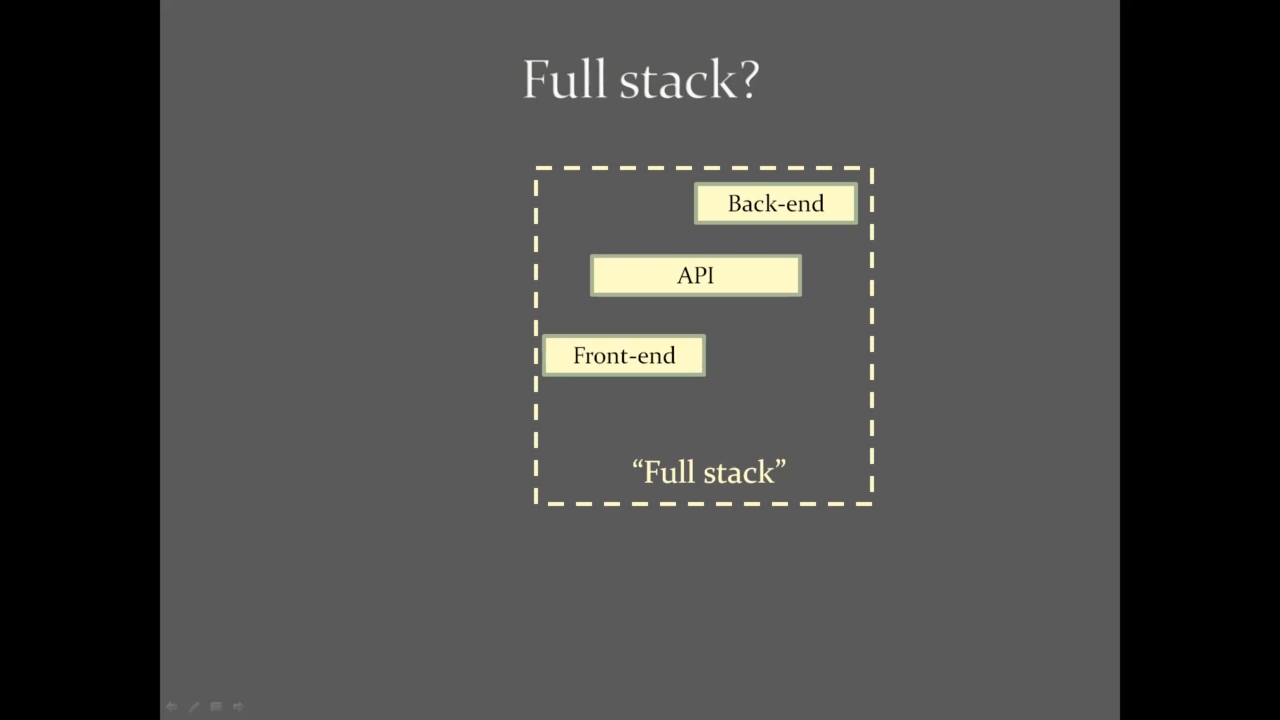 Full stack?
Back-end
API
Front-end
“Full stack”